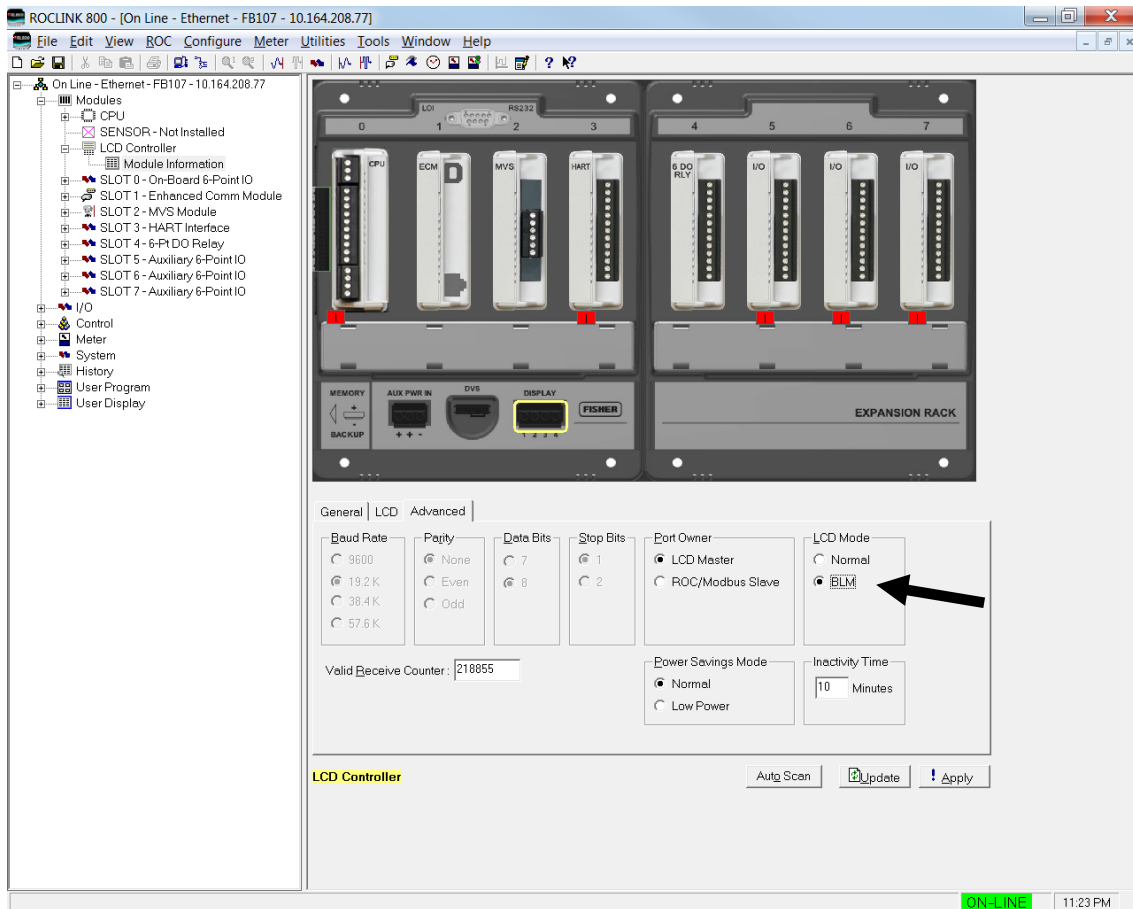 ROCLINK 800 - [On Line - Ethernet - FB107 - 10.164.208.77]
File Edit View ROC Configure Meter Utilities Tools Window Help
On Line - Ethernet - FB107 - 10.164.208.77
Modules
CPU
SENSOR - Not Installed
LCD Controller
Module Information
SLOT 0 - On-Board 6-Point IO
SLOT 1 - Enhanced Comm Module
SLOT 2 - MVS Module
SLOT 3 - HART Interface
SLOT 4 - 6-Pt DO Relay
SLOT 5 - Auxiliary 6-Point IO
SLOT 6 - Auxiliary 6-Point IO
SLOT 7 - Auxiliary 6-Point IO
I/O
Control
Meter
System
History
User Program
User Display
LOI RS232
0 1 2 3 4 5 6 7
CPU ECM D MVS HART 6 DO RLY I/O I/O I/O
MEMORY BACKUP
AUX PWR IN
+ + -
DVS
DISPLAY
1 2 3 4
FISHER
EXPANSION RACK
General LCD Advanced
Baud Rate Parity Data Bits Stop Bits Port Owner LCD Mode
9600 None 7 1 LCD Master Normal
19.2 K Even 8 2 ROC/Modbus Slave BLM
38.4 K Odd
57.6 K
Valid Receive Counter : 218855
Power Savings Mode Inactivity Time
Normal 10 Minutes
Low Power
LCD Controller Auto Scan Update ! Apply
ON-LINE 11:23 PM